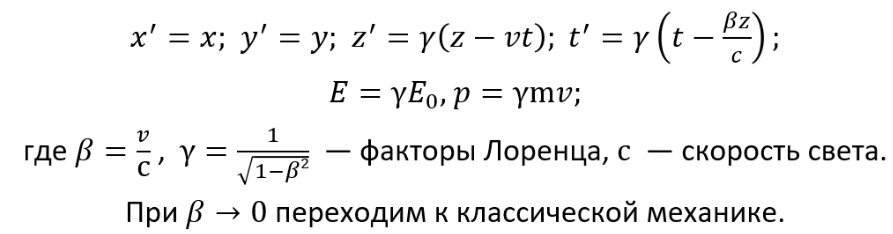 x′ = x; y′ = y; z′ = γ(z − vt); t′ = γ(t − βz/c);
E = γE₀, p = γmv;
где β = v/c, γ = 1/√(1−β²) — факторы Лоренца, c — скорость света.
При β → 0 переходим к классической механике.